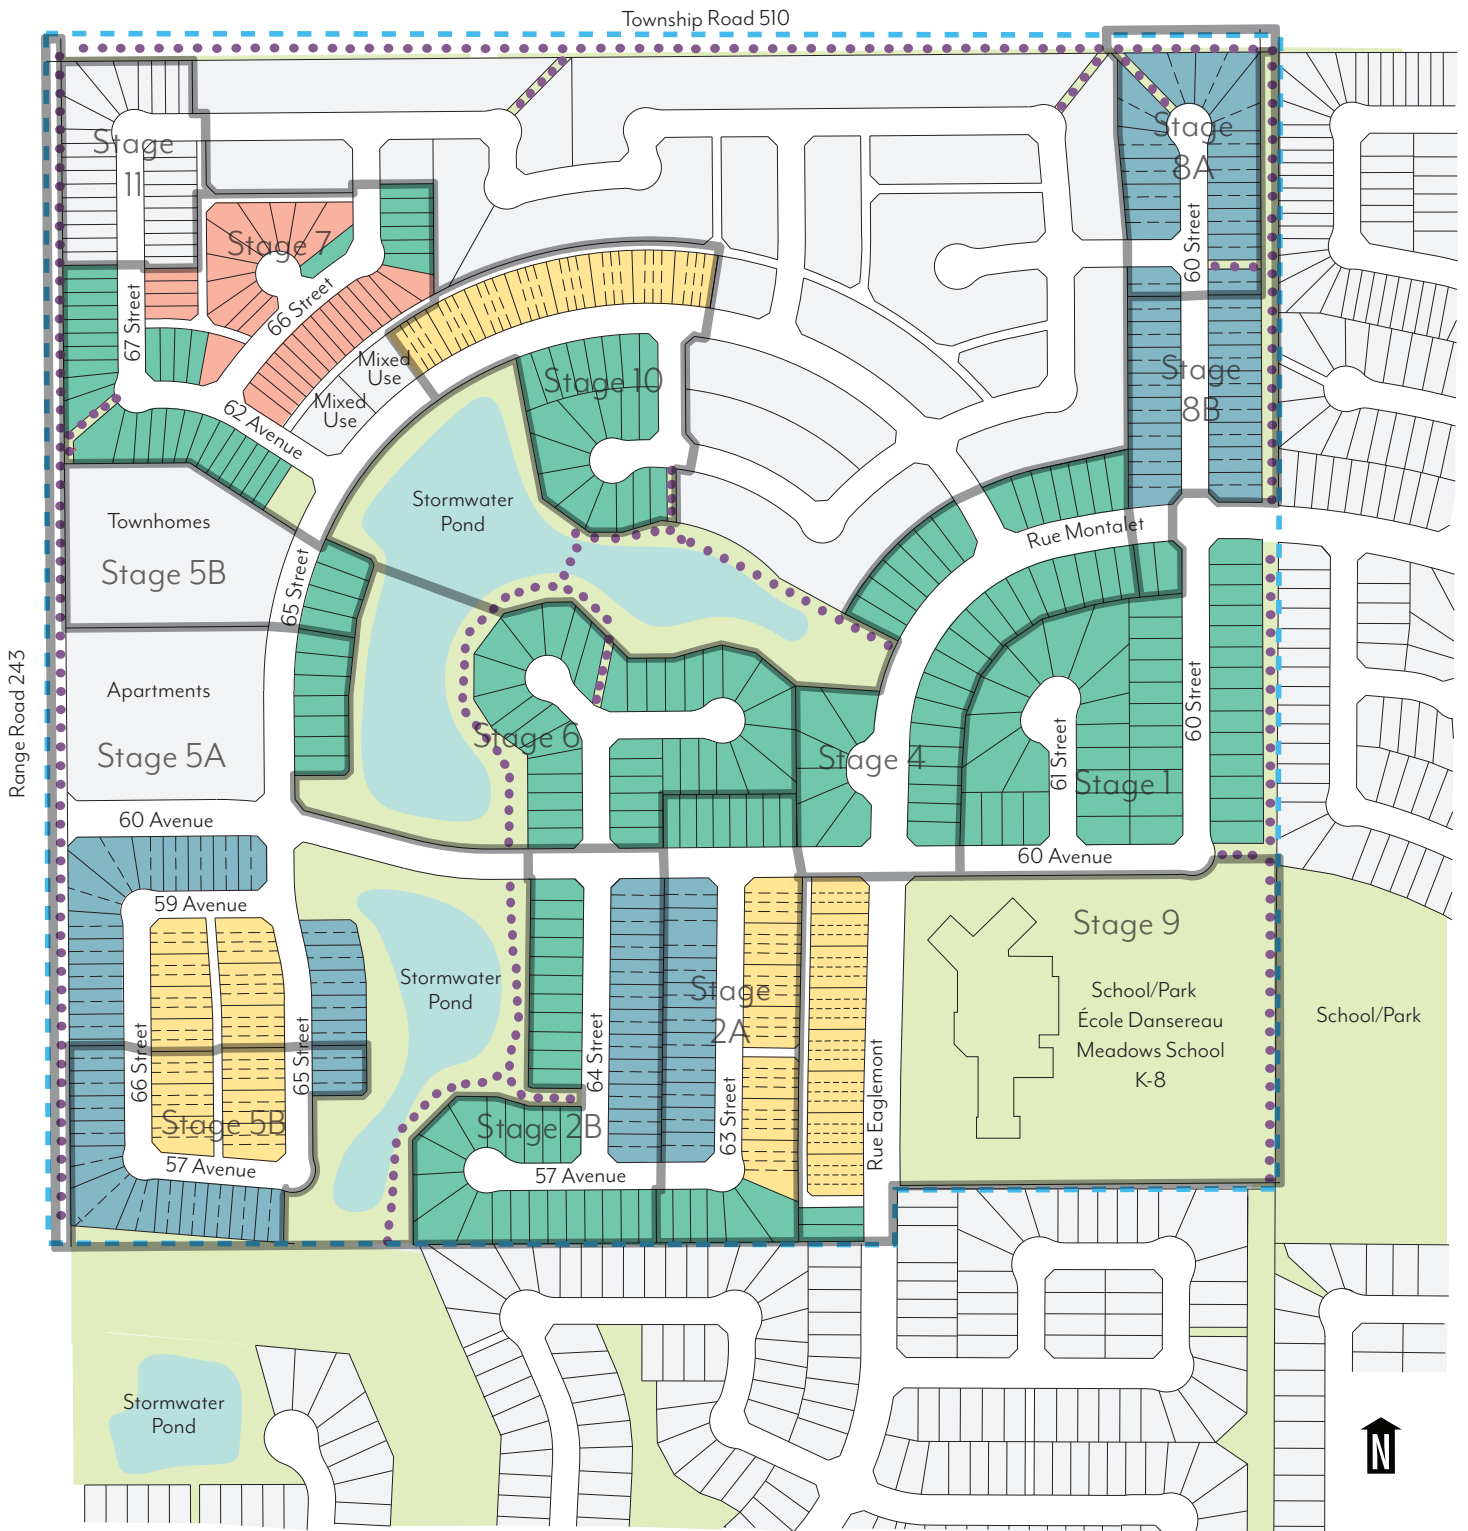 Township Road 510
Stage
11
Stage 7
66 Street
67 Street
62 Avenue
Mixed
Use
Mixed
Use
Stage 10
Stage
8A
60 Street
Stage
8B
Stormwater
Pond
Townhomes
Stage 5B
65 Street
Rue Montalet
Range Road 243
Apartments
Stage 5A
Stage 6
Stage 4
61 Street
Stage 1
60 Street
60 Avenue
60 Avenue
59 Avenue
Stormwater
Pond
66 Street
65 Street
Stage 5B
57 Avenue
64 Street
Stage
2A
63 Street
Stage 2B
57 Avenue
Rue Eaglemont
Stage 9
School/Park
École Dansereau
Meadows School
K-8
School/Park
Stormwater
Pond
N